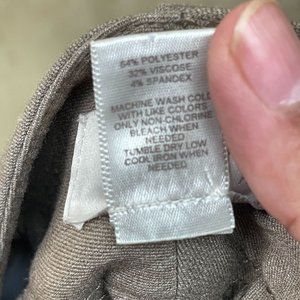 64% POLYESTER
32% VISCOSE
4% SPANDEX
MACHINE WASH COLD
WITH LIKE COLORS
ONLY NON-CHLORINE
BLEACH WHEN
NEEDED
TUMBLE DRY LOW
COOL IRON WHEN
NEEDED